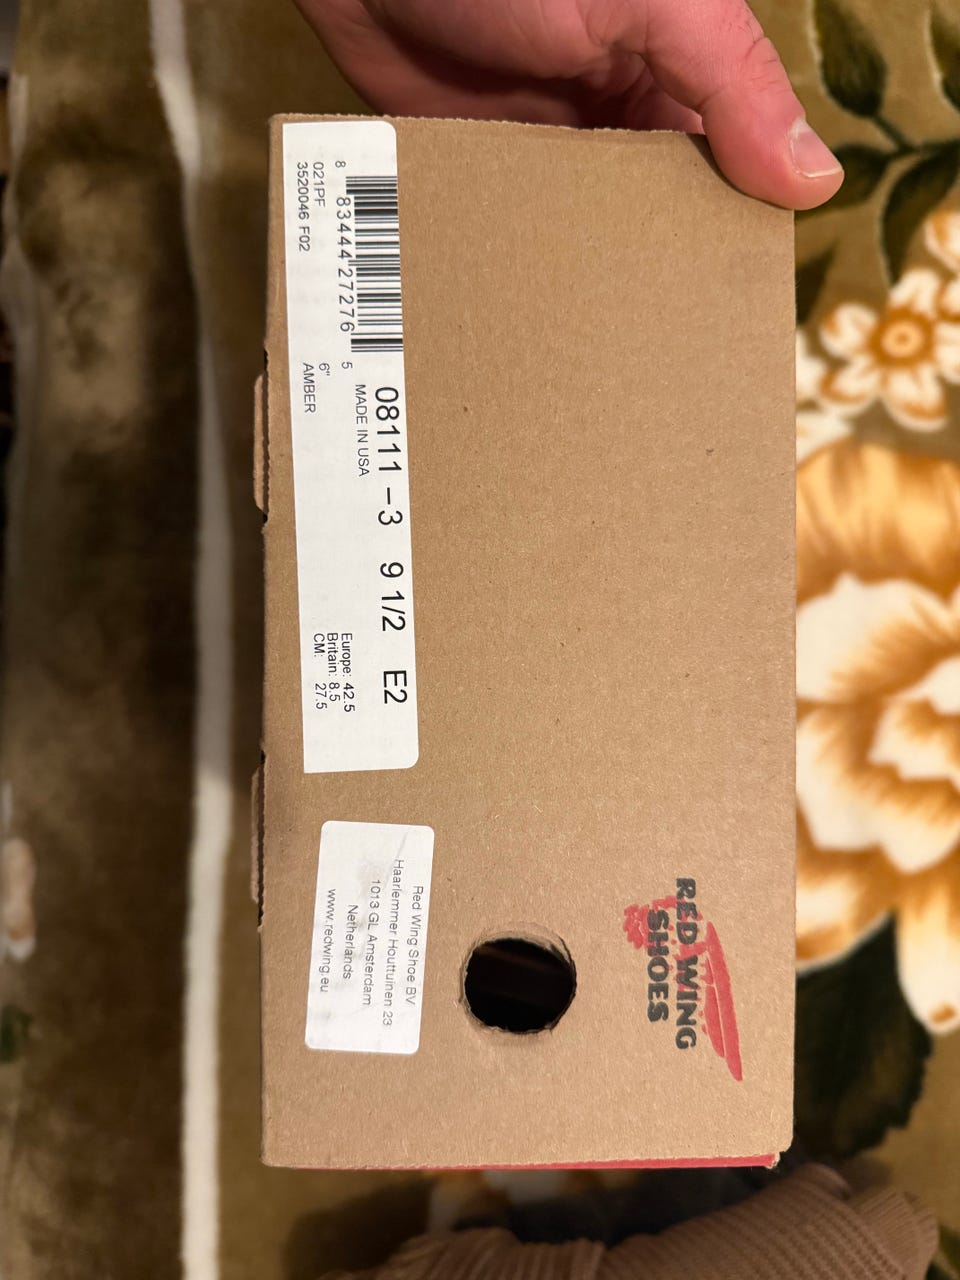 08111 -3 9 1/2 E2
MADE IN USA
8 83444 27276 5
Europe: 42.5
Britain: 8.5
CM: 27.5
021PF
6"
3520046 F02
AMBER
Red Wing Shoe BV
Haarlemmer Houttuinen 23
1013 GL Amsterdam
Netherlands
www.redwing.eu
RED WING
SHOES